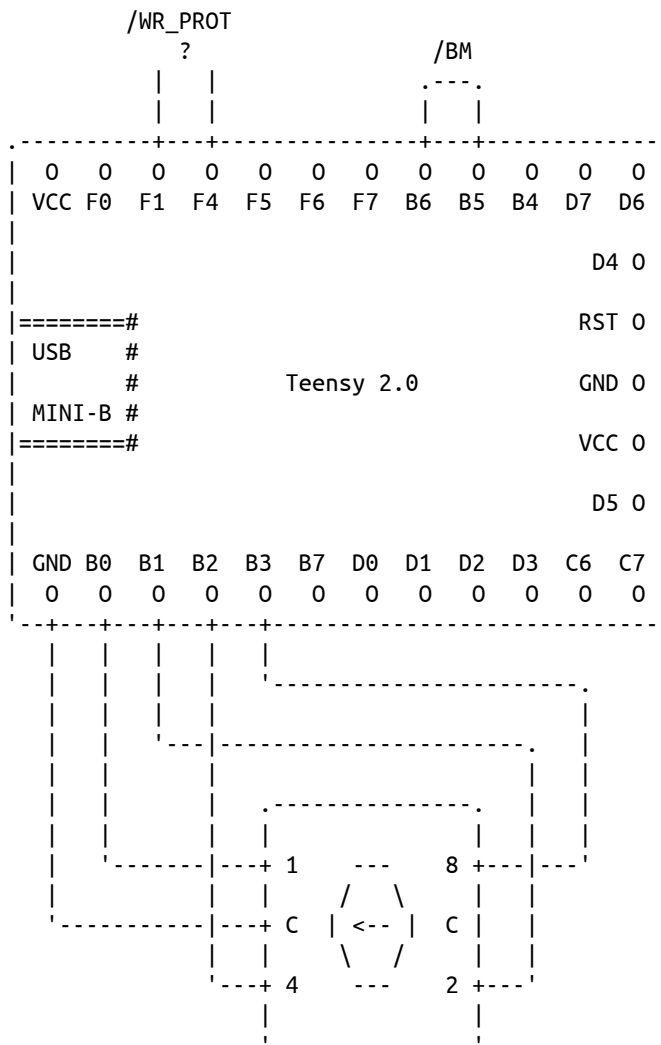 /WR_PROT
? /BM
| | .---.
| | | |
.----------+---+---------------+---+-------------
| O O O O O O O O O O O O
| VCC F0 F1 F4 F5 F6 F7 B6 B5 B4 D7 D6
|
| D4 O
|
|========# RST O
| USB #
| # Teensy 2.0 GND O
| MINI-B #
|========# VCC O
|
| D5 O
|
| GND B0 B1 B2 B3 B7 D0 D1 D2 D3 C6 C7
| O O O O O O O O O O O O
'--+---+---+---+---+-----------------------------
| | | | |
| | | | '-----------------------.
| | | | |
| | '---|-----------------------. |
| | | | |
| | | .---------------. | |
| | | | | | |
| '-------|---+ 1 --- 8 +---|---'
| | | / \ | |
'-----------|---+ C | <-- | C | |
| | \ / | |
'---+ 4 --- 2 +---'
| |
' '